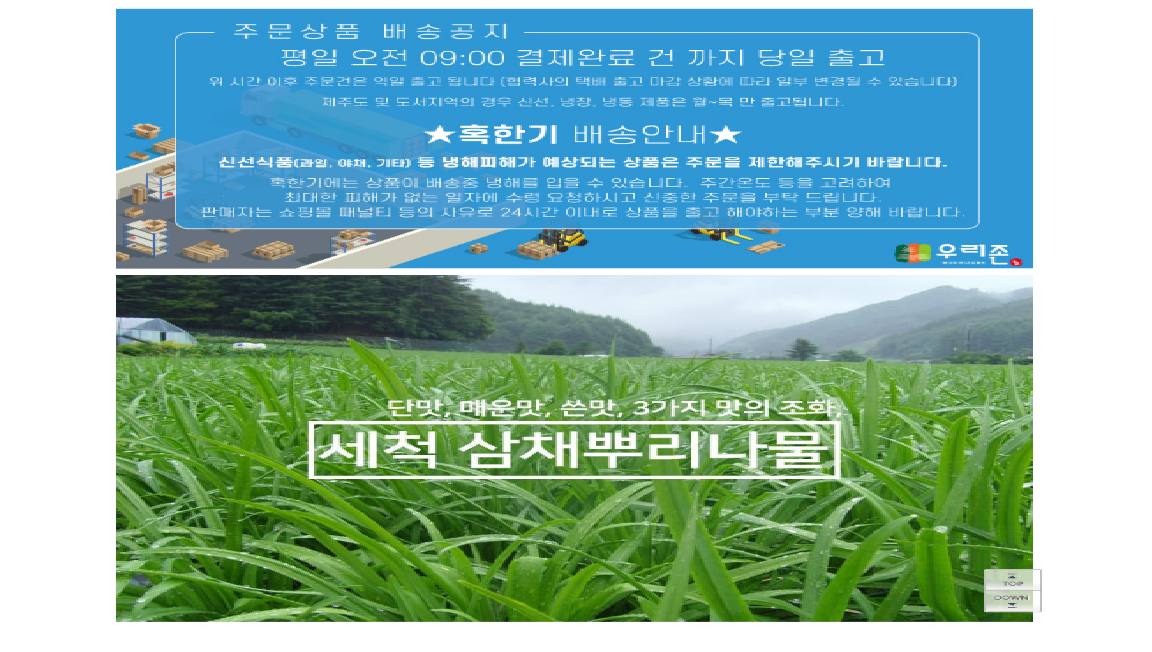 주문상품 배송공지
평일 오전 09:00 결제완료 건 까지 당일 출고
위 시간 이후 주문건은 익일 출고 됩니다 (협력사의 택배 출고 마감 상황에 따라 일부 변경될 수 있습니다)
제주도 및 도서지역의 경우 신선, 냉장, 냉동 제품은 월~목 만 출고됩니다.
★혹한기 배송안내★
신선식품(과일, 야채, 기타) 등 냉해피해가 예상되는 상품은 주문을 제한해주시기 바랍니다.
혹한기에는 상품이 배송중 냉해를 입을 수 있습니다. 주간온도 등을 고려하여
최대한 피해가 없는 일자에 수령 요청하시고 신중한 주문을 부탁 드립니다.
판매자는 쇼핑몰 패널티 등의 사유로 24시간 이내로 상품을 출고 해야하는 부분 양해 바랍니다.
우리존
단맛, 매운맛, 쓴맛, 3가지 맛의 조화,
세척 삼채뿌리나물
TOP
DOWN